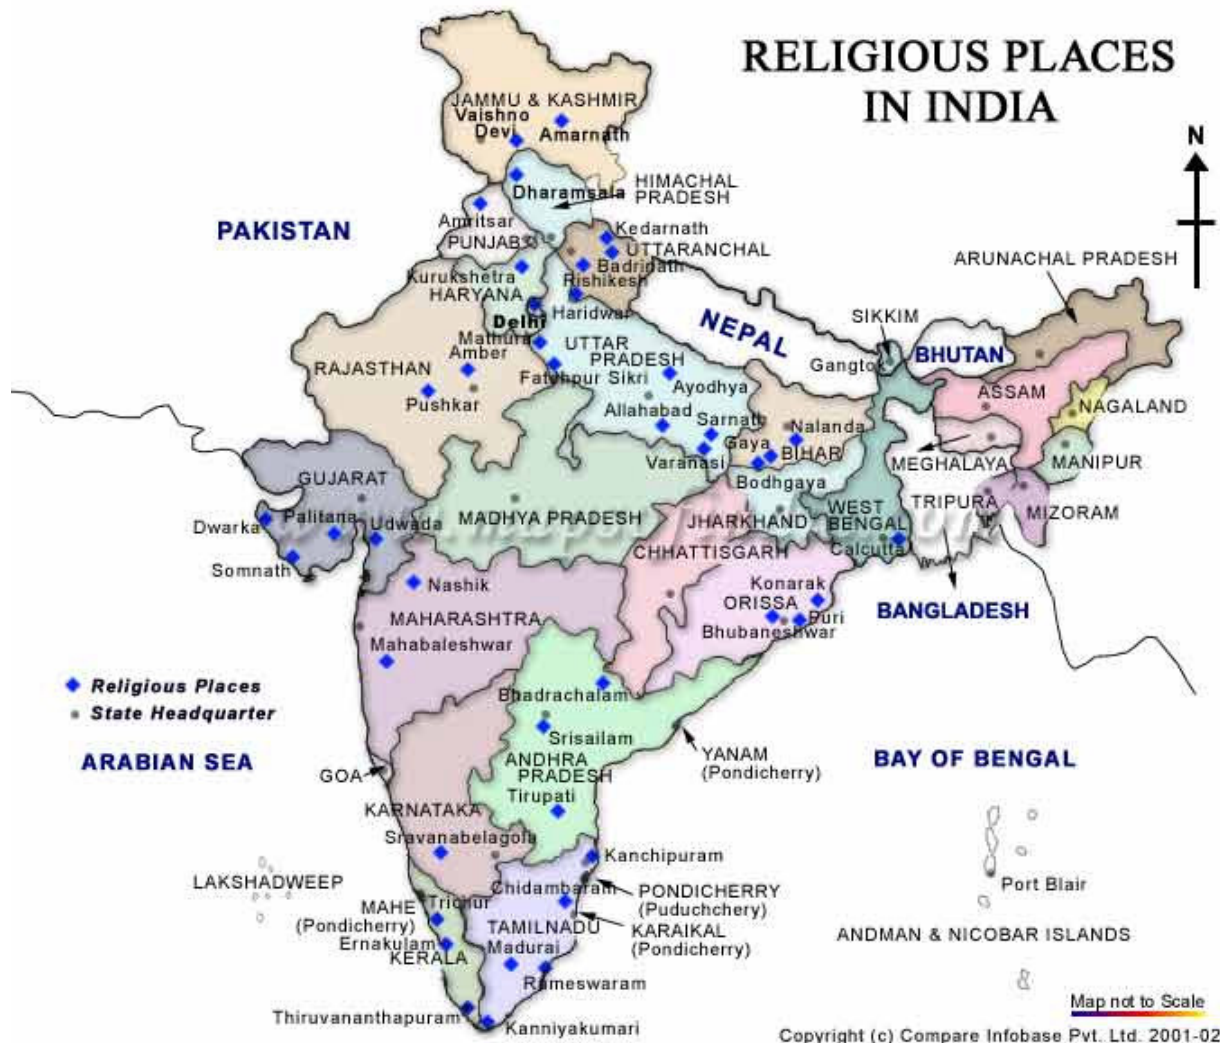 RELIGIOUS PLACES
IN INDIA
N
JAMMU & KASHMIR
Vaishno
Devi
Amarnath
Dharamsala
HIMACHAL
PRADESH
PAKISTAN
Amritsar
PUNJAB
Kedarnath
UTTARANCHAL
Badrinath
Rishikesh
Kurukshetra
HARYANA
Haridwar
Delhi
Mathura
NEPAL
ARUNACHAL PRADESH
SIKKIM
BHUTAN
Gangtok
UTTAR
PRADESH
RAJASTHAN
Amber
Fatehpur Sikri
Ayodhya
Pushkar
Allahabad
Sarnath
Varanasi
Nalanda
Gaya
BIHAR
Bodhgaya
ASSAM
NAGALAND
MEGHALAYA
MANIPUR
TRIPURA
MIZORAM
GUJARAT
Dwarka
Palitana
Udwada
Somnath
MADHYA PRADESH
JHARKHAND
WEST
BENGAL
Calcutta
CHHATTISGARH
BANGLADESH
Nashik
MAHARASHTRA
Mahabaleshwar
Konarak
ORISSA
Puri
Bhubaneshwar
Religious Places
State Headquarter
ARABIAN SEA
Bhadrachalam
Srisailam
ANDHRA
PRADESH
Tirupati
YANAM
(Pondicherry)
BAY OF BENGAL
GOA
KARNATAKA
Sravanabelagola
Kanchipuram
LAKSHADWEEP
Chidambaram
PONDICHERRY
(Puduchchery)
Port Blair
MAHE
(Pondicherry)
Trichur
Ernakulam
KERALA
TAMILNADU
Madurai
KARAIKAL
(Pondicherry)
ANDMAN & NICOBAR ISLANDS
Rameswaram
Thiruvananthapuram
Kanniyakumari
Map not to Scale
Copyright (c) Compare Infobase Pvt. Ltd. 2001-02